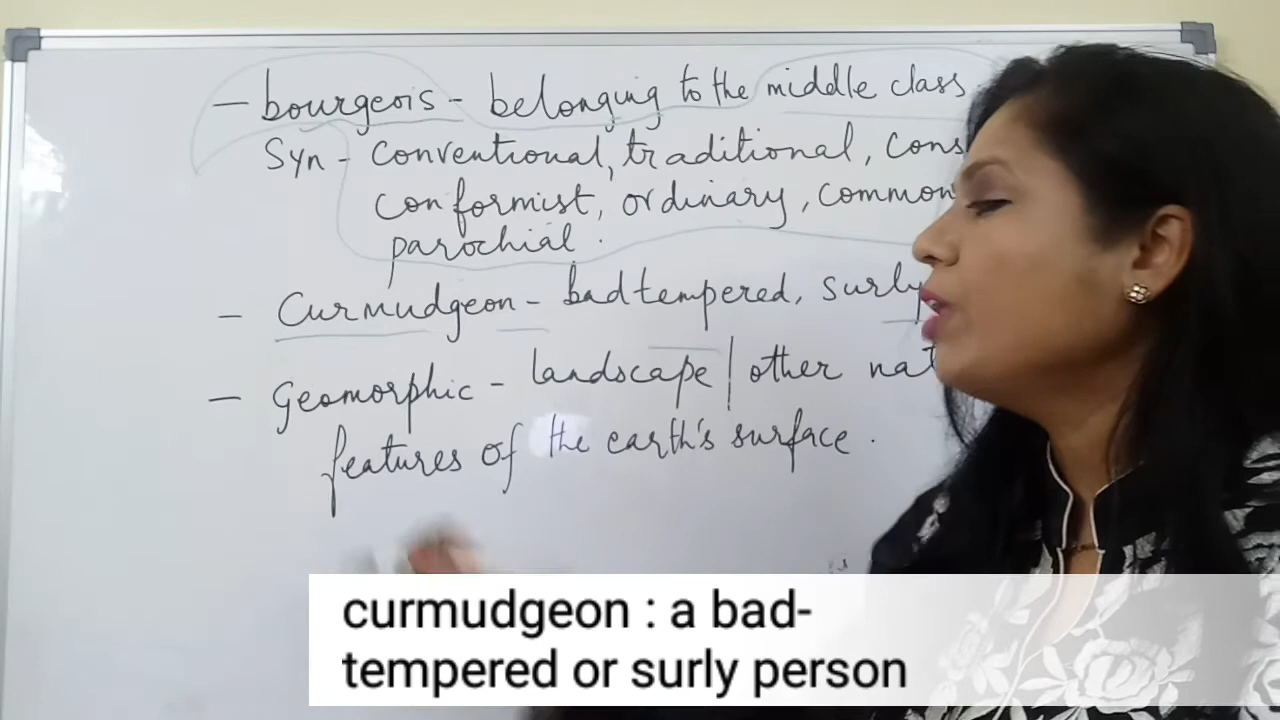 – bourgeois – belonging to the middle class
Syn – conventional, traditional,
conformist, ordinary, common
parochial.
– Curmudgeon – bad tempered, surly
– Geomorphic – landscape | other
features of the earth's surface.
curmudgeon : a bad-
tempered or surly person